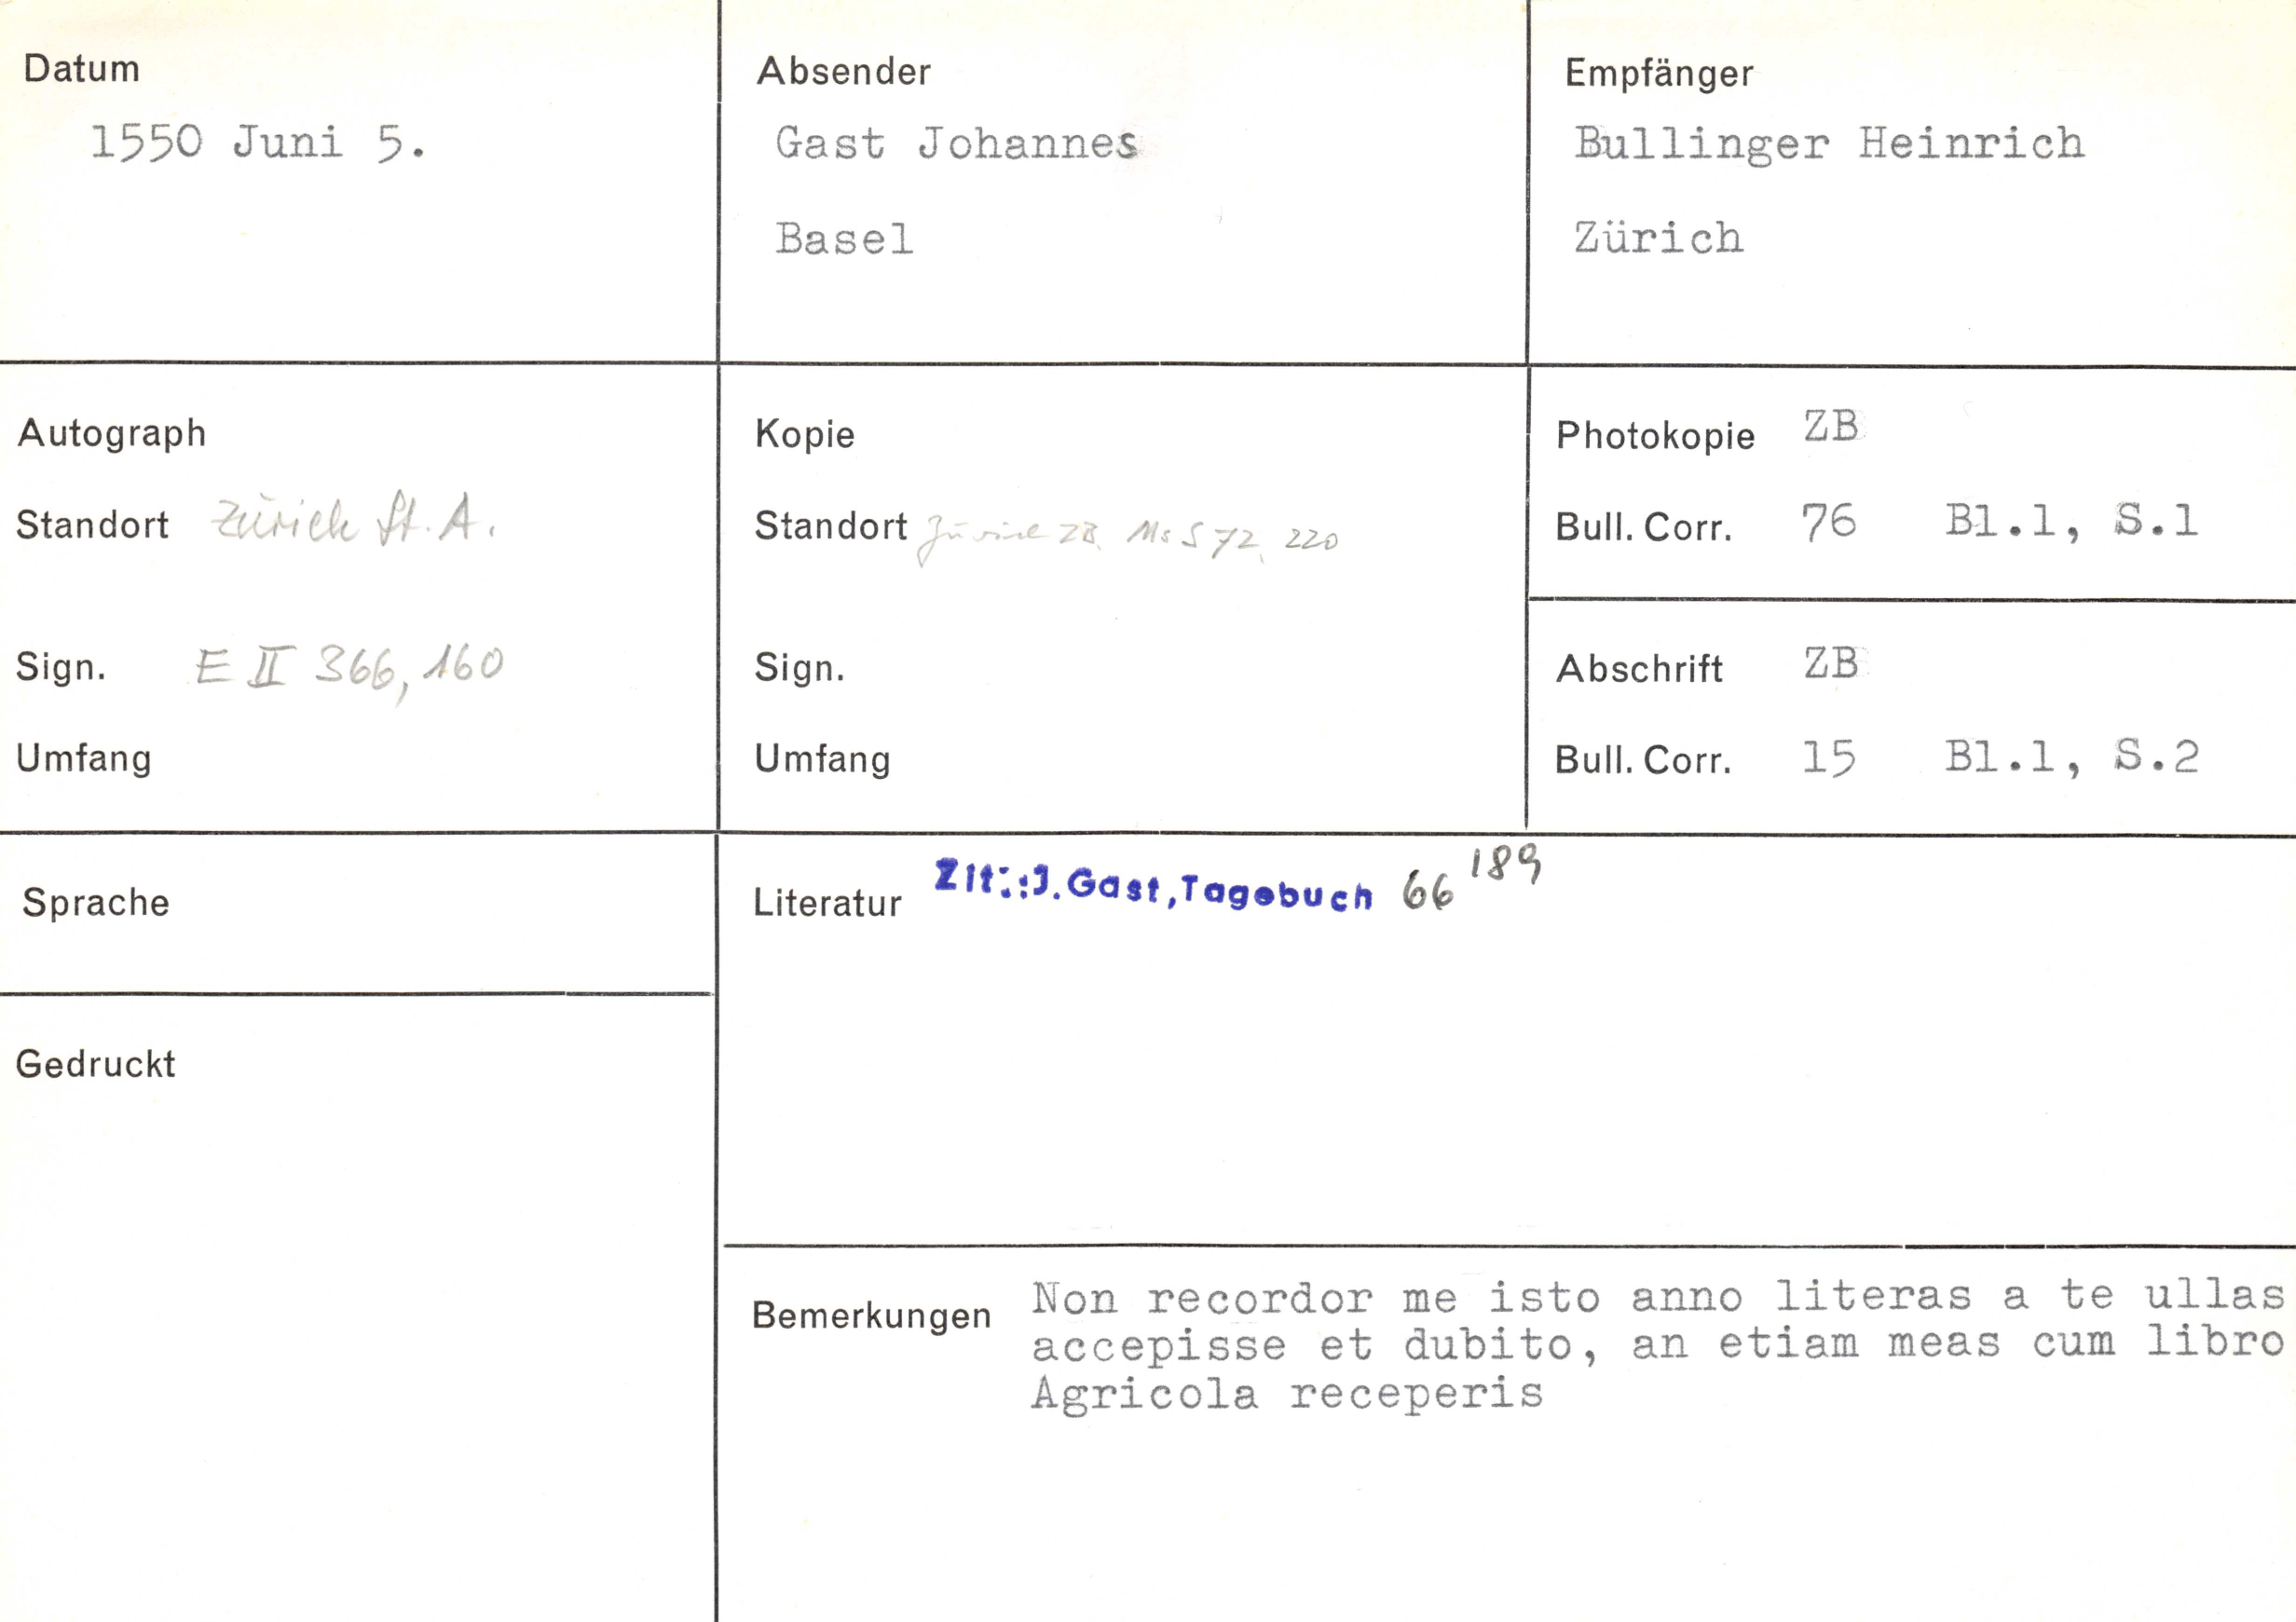 Datum
1550 Juni 5.
Absender
Gast Johannes
Basel
Empfänger
Bullinger Heinrich
Zürich
Autograph
Standort Zürich St. A.
Sign. E II 366, 160
Umfang
Kopie
Standort Zürich ZB. Ms S 72, 220
Sign.
Umfang
Photokopie ZB
Bull. Corr. 76 Bl.1, S.1
Abschrift ZB
Bull. Corr. 15 Bl.1, S.2
Sprache
Gedruckt
Literatur Zit.:J. Gast, Tagebuch 66 189
Bemerkungen Non recordor me isto anno literas a te ullas
accepisse et dubito, an etiam meas cum libro
Agricola receperis